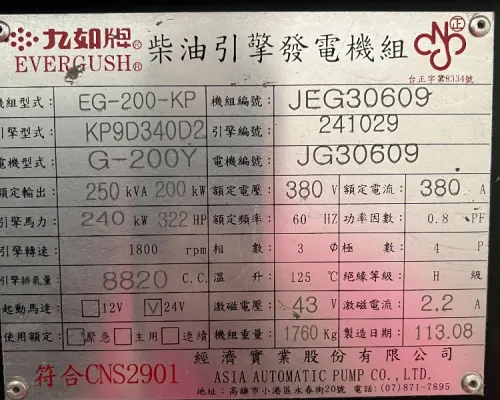 九如牌® 柴油引擎發電機組 CNS 正
EVERGUSH® 台正字第8334號
機組型式: EG-200-KP 機組編號: JEG30609
引擎型式: KP9D340D2 引擎編號: 241029
電機型式: G-200Y 電機編號: JG30609
額定輸出: 250 kVA 200 kW 額定電壓: 380 V 額定電流: 380 A
引擎馬力: 240 kW 322 HP 額定頻率: 60 HZ 功率因數: 0.8 PF
引擎轉速: 1800 rpm 相數: 3 Ø 極數: 4 P
引擎排氣量: 8820 C.C. 溫升: 125 ℃ 絕緣等級: H 級
起動馬達: 12V 24V 激磁電壓: 43 V 激磁電流: 2.2 A
使用額定: 緊急 主用 連續 機組重量: 1760 Kg 製造日期: 113.08
經濟實業股份有限公司
符合CNS2901 ASIA AUTOMATIC PUMP CO., LTD.
地址: 高雄市小港區永春街20號 電話: (07)871-7895